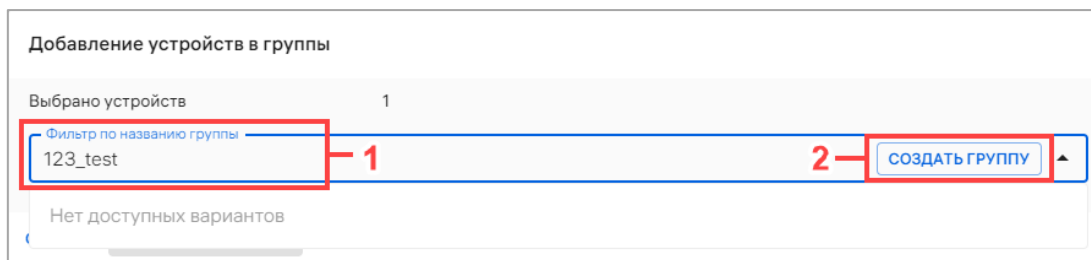 Добавление устройств в группы
Выбрано устройств 1
Фильтр по названию группы
123_test 1 2 СОЗДАТЬ ГРУППУ
Нет доступных вариантов